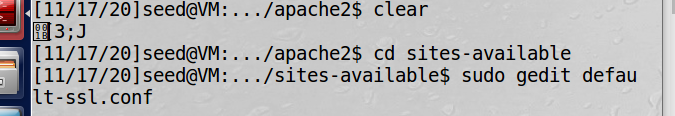 [11/17/20]seed@VM:.../apache2$ clear
[3;J
[11/17/20]seed@VM:.../apache2$ cd sites-available
[11/17/20]seed@VM:.../sites-available$ sudo gedit defau
lt-ssl.conf